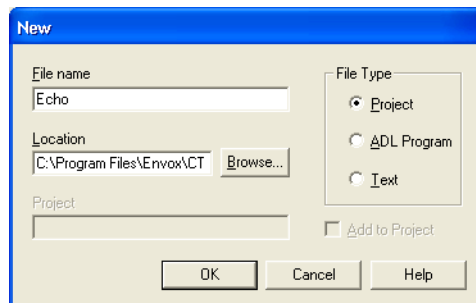 New
File name
Echo
Location
C:\Program Files\Envox\CT
Browse...
Project
File Type
Project
ADL Program
Text
Add to Project
OK
Cancel
Help